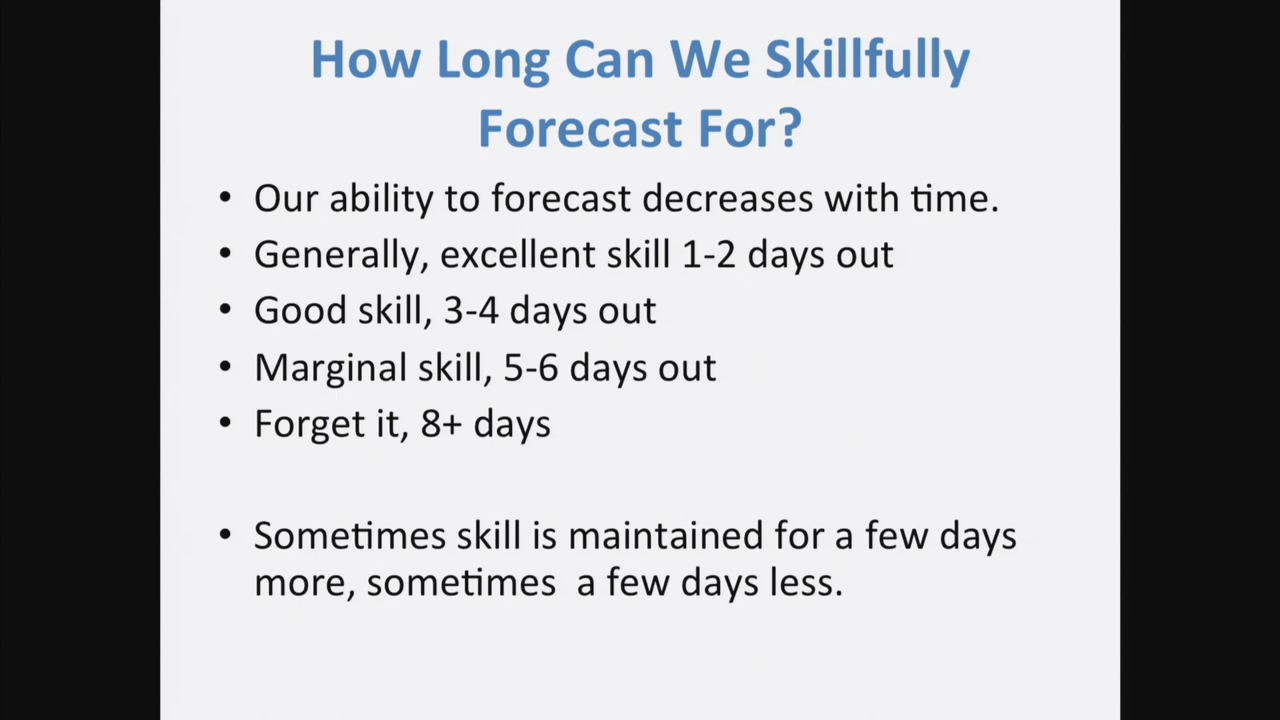 How Long Can We Skillfully
Forecast For?
• Our ability to forecast decreases with time.
• Generally, excellent skill 1-2 days out
• Good skill, 3-4 days out
• Marginal skill, 5-6 days out
• Forget it, 8+ days
• Sometimes skill is maintained for a few days
more, sometimes  a few days less.